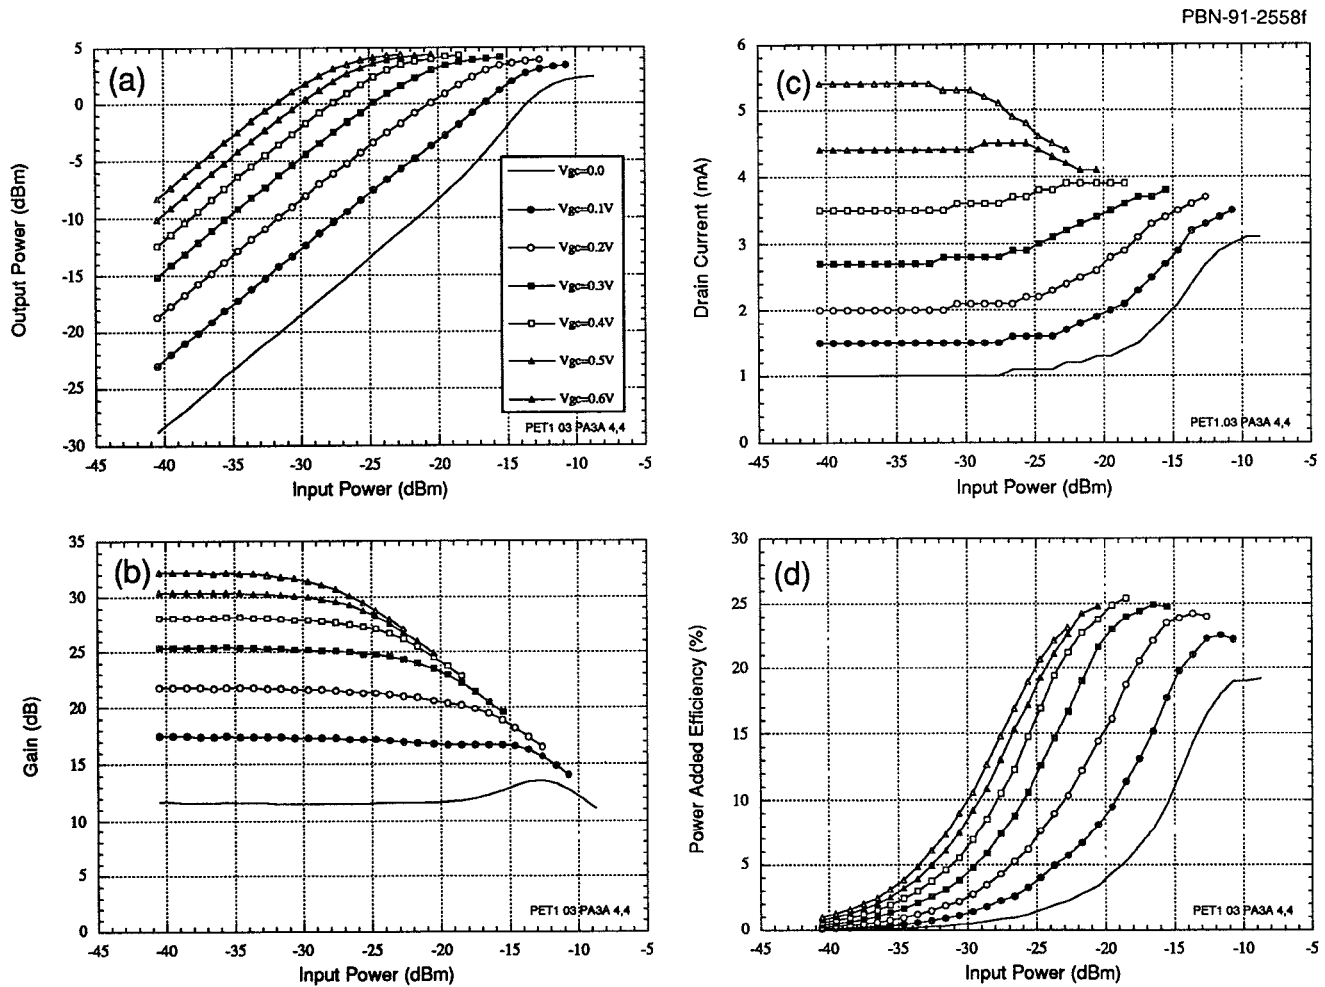 PBN-91-2558f
(a)
5
0
-5
-10
-15
-20
-25
-30
Output Power (dBm)
Vgc=0.0
Vgc=0.1V
Vgc=0.2V
Vgc=0.3V
Vgc=0.4V
Vgc=0.5V
Vgc=0.6V
PET1 03 PA3A 4,4
-45 -40 -35 -30 -25 -20 -15 -10 -5
Input Power (dBm)
(c)
6
5
4
3
2
1
0
Drain Current (mA)
PET1.03 PA3A 4,4
-45 -40 -35 -30 -25 -20 -15 -10 -5
Input Power (dBm)
(b)
35
30
25
20
15
10
5
0
Gain (dB)
PET1 03 PA3A 4,4
-45 -40 -35 -30 -25 -20 -15 -10 -5
Input Power (dBm)
(d)
30
25
20
15
10
5
0
Power Added Efficiency (%)
PET1 03 PA3A 4,4
-45 -40 -35 -30 -25 -20 -15 -10 -5
Input Power (dBm)